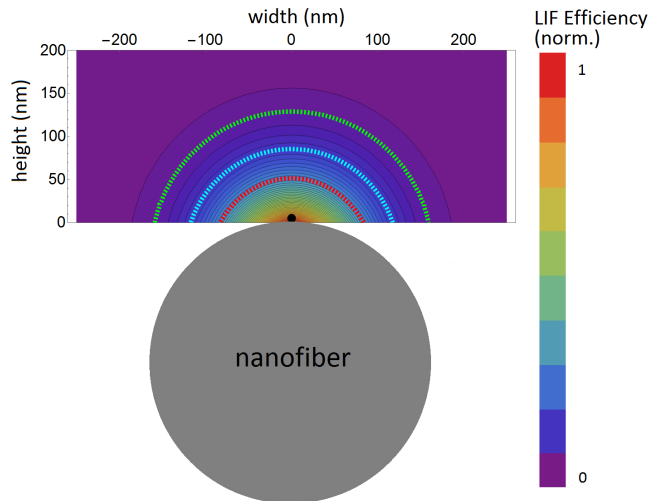 width (nm)
−200 −100 0 100 200
height (nm)
200
150
100
50
0
nanofiber
LIF Efficiency
(norm.)
1
0